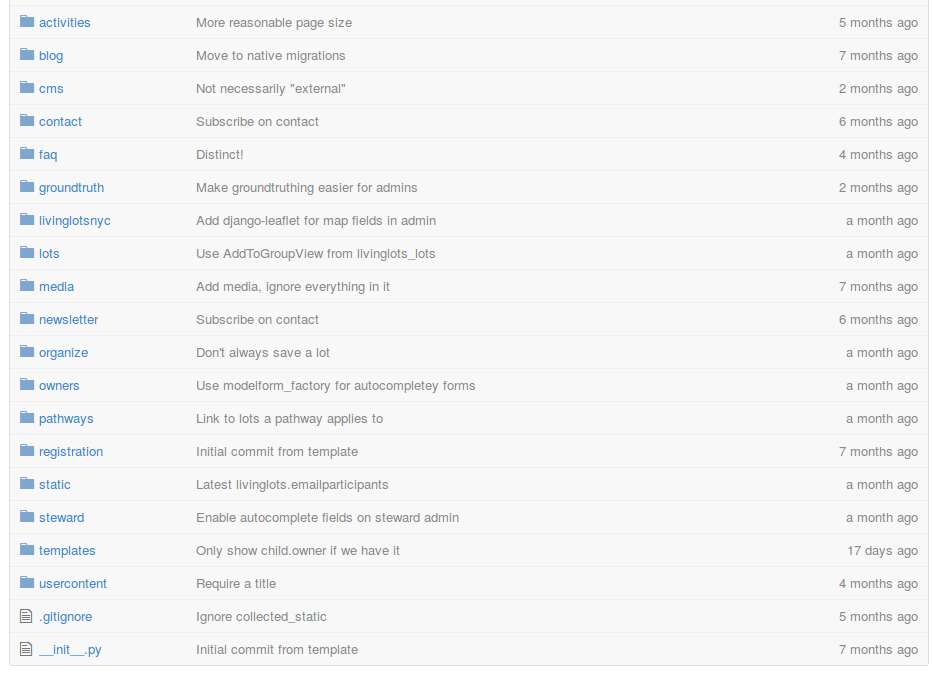 activities More reasonable page size 5 months ago
blog Move to native migrations 7 months ago
cms Not necessarily "external" 2 months ago
contact Subscribe on contact 6 months ago
faq Distinct! 4 months ago
groundtruth Make groundtruthing easier for admins 2 months ago
livinglotsnyc Add django-leaflet for map fields in admin a month ago
lots Use AddToGroupView from livinglots_lots a month ago
media Add media, ignore everything in it 7 months ago
newsletter Subscribe on contact 6 months ago
organize Don't always save a lot a month ago
owners Use modelform_factory for autocompletey forms a month ago
pathways Link to lots a pathway applies to a month ago
registration Initial commit from template 7 months ago
static Latest livinglots.emailparticipants a month ago
steward Enable autocomplete fields on steward admin a month ago
templates Only show child.owner if we have it 17 days ago
usercontent Require a title 4 months ago
.gitignore Ignore collected_static 5 months ago
__init__.py Initial commit from template 7 months ago